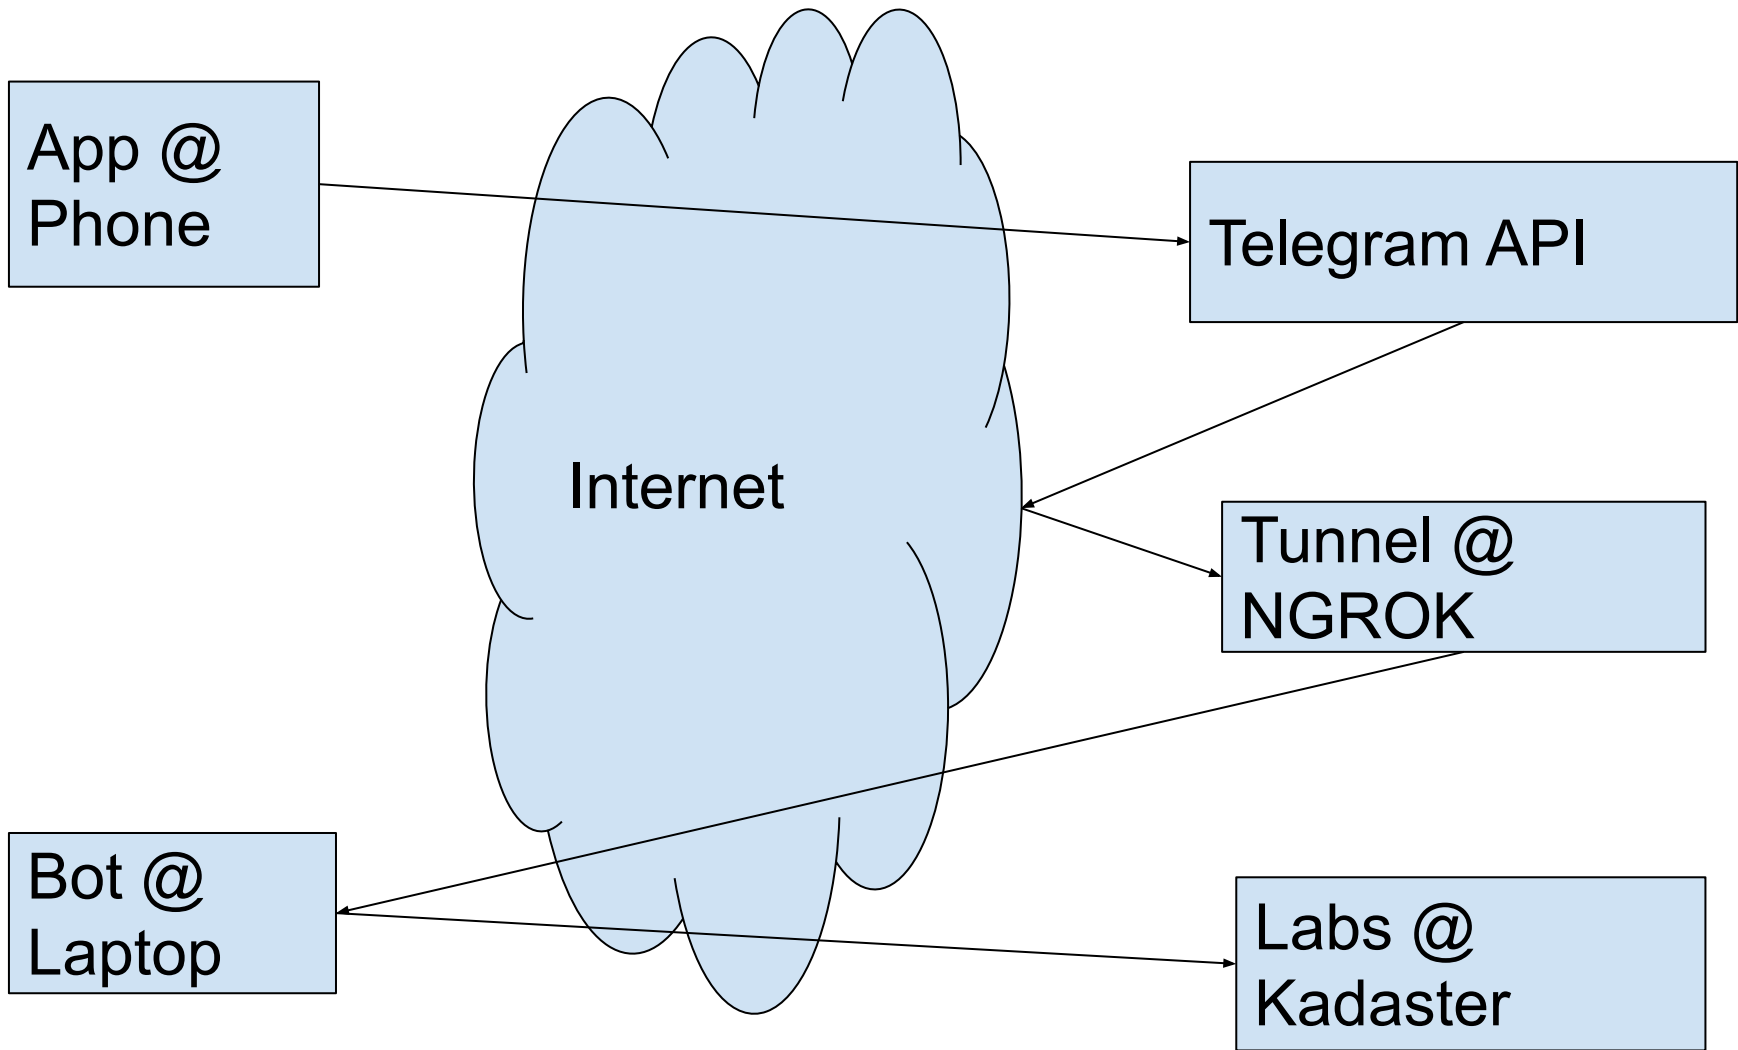 App @
Phone
Telegram API
Internet
Tunnel @
NGROK
Bot @
Laptop
Labs @
Kadaster